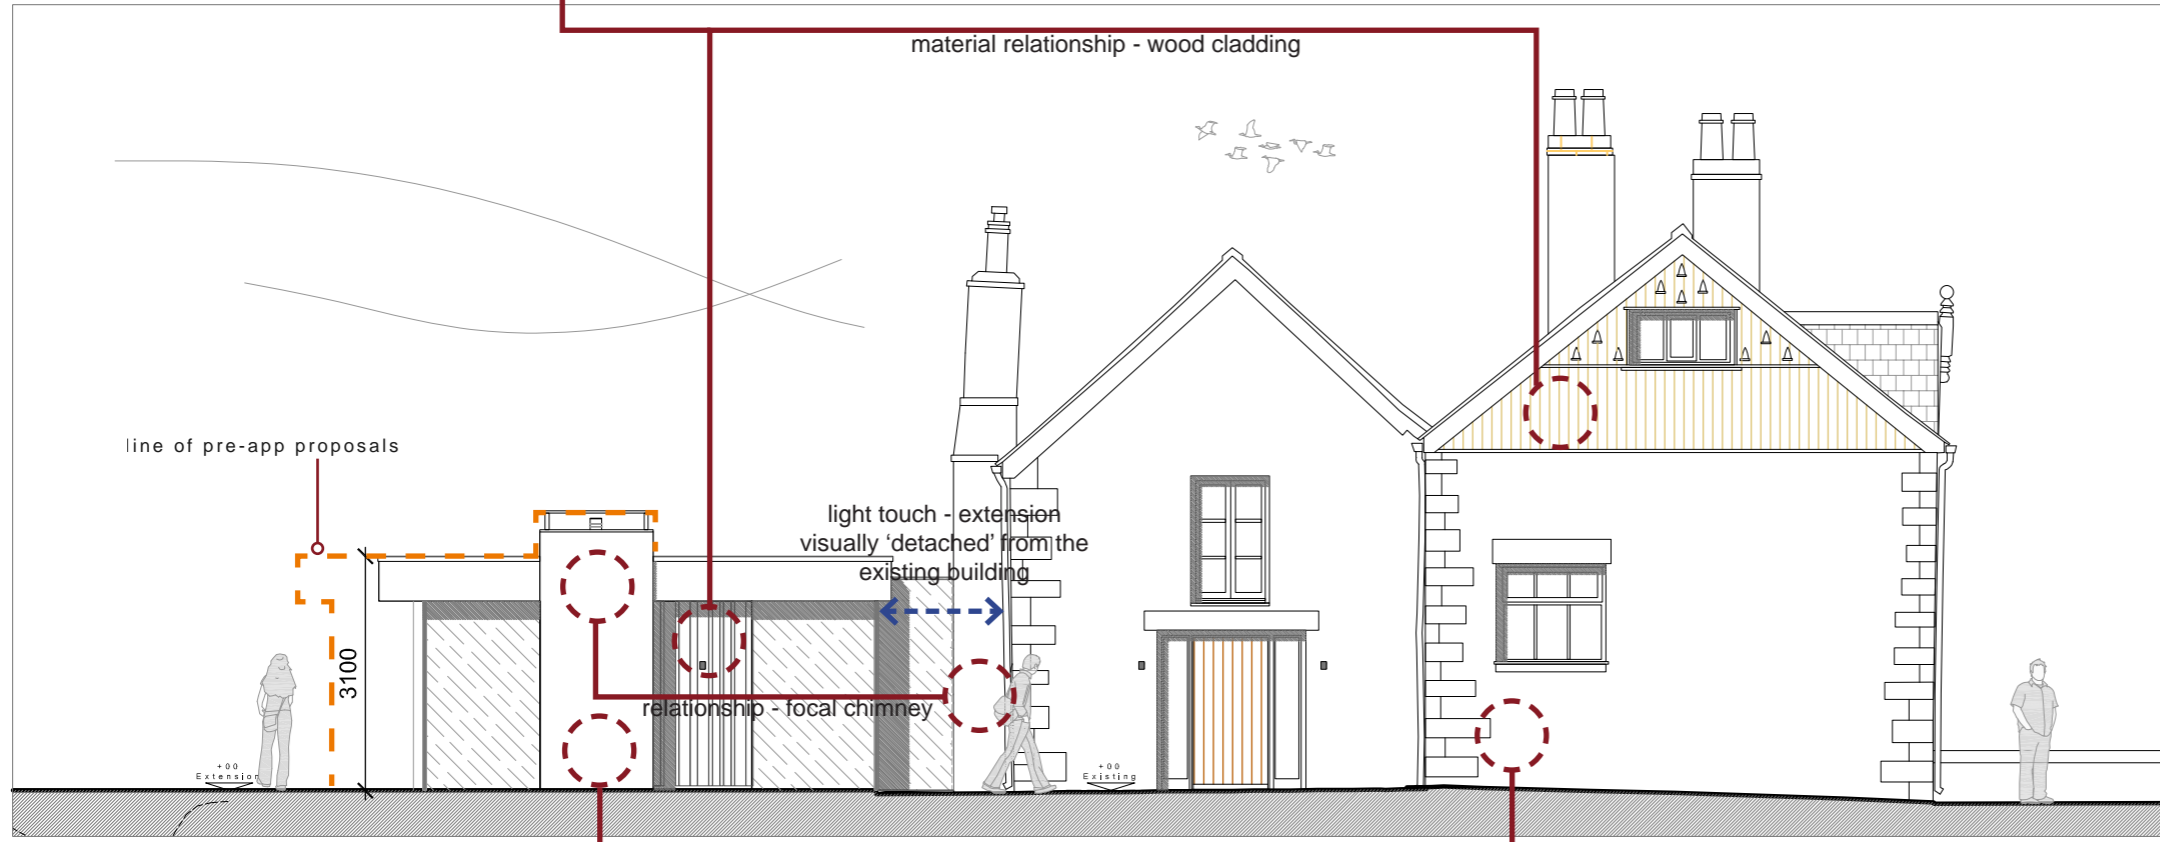 material relationship - wood cladding
line of pre-app proposals
light touch - extension
visually ‘detached’ from the
existing building
3100
relationship - focal chimney
+00
Extension
+00
Existing